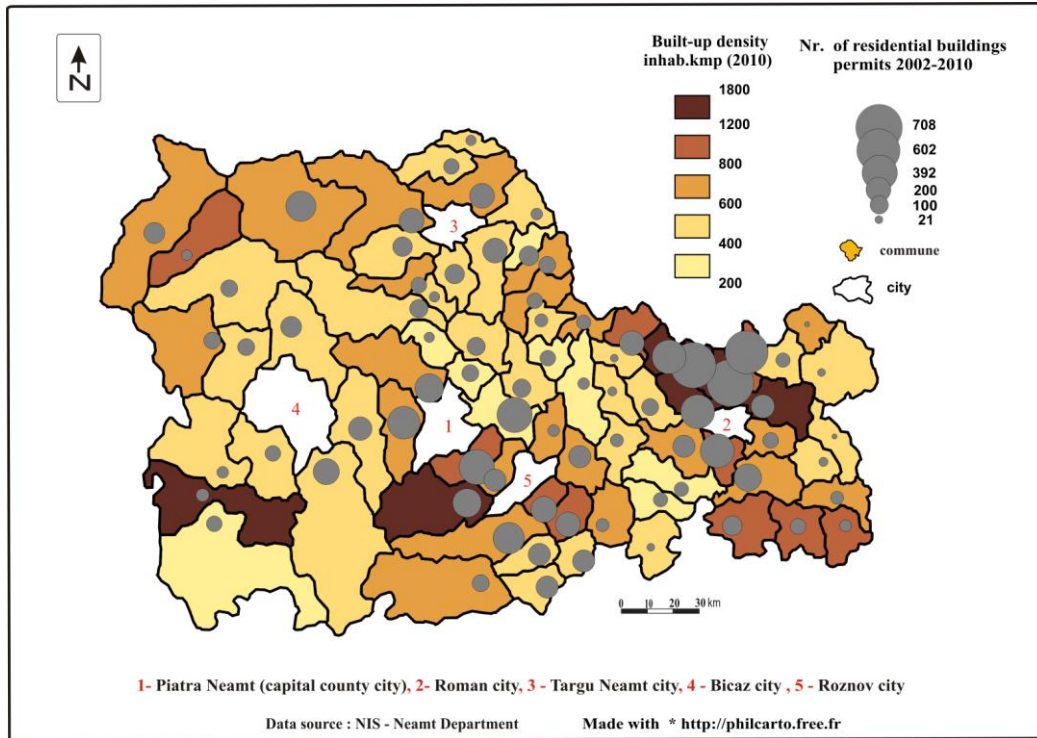 N
Built-up density
inhab.kmp (2010)
1800
1200
800
600
400
200
Nr. of residential buildings
permits 2002-2010
708
602
392
200
100
21
commune
city
3
4
1
2
5
0 10 20 30 km
1- Piatra Neamt (capital county city), 2- Roman city, 3 - Targu Neamt city, 4 - Bicaz city , 5 - Roznov city
Data source : NIS - Neamt Department Made with * http://philcarto.free.fr